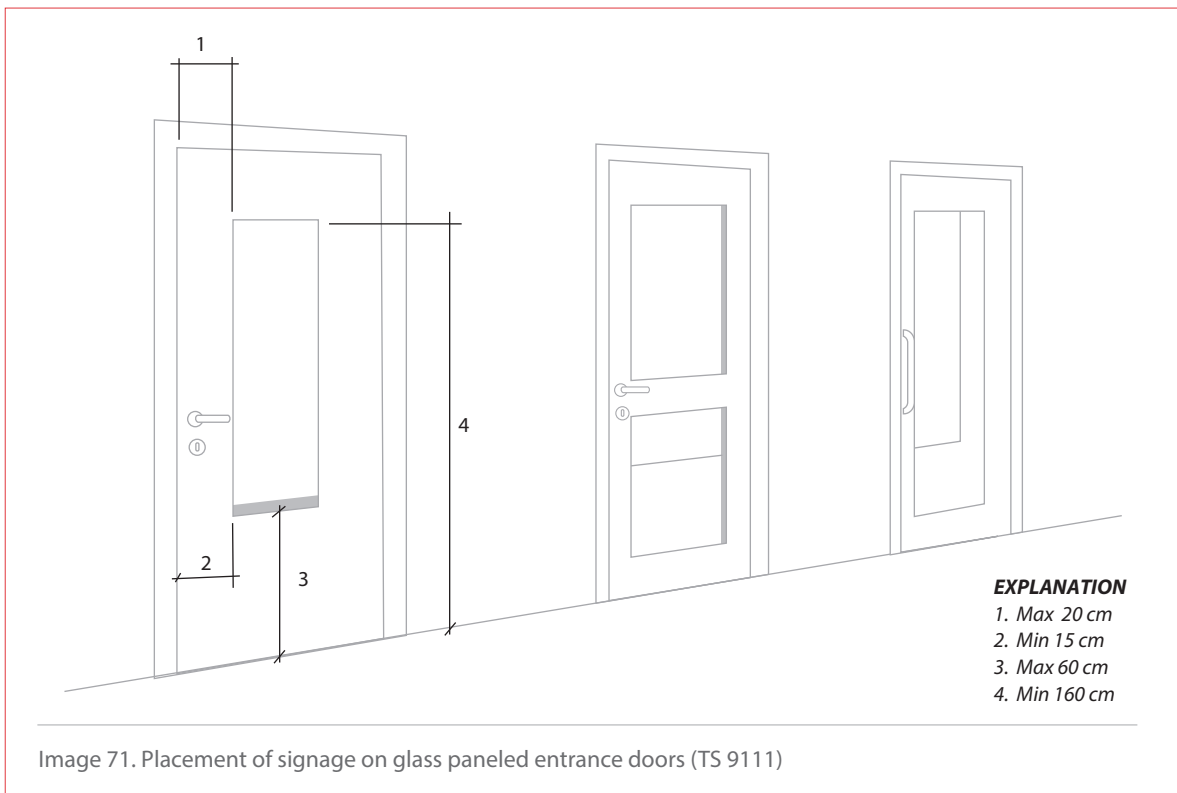 1
4
2
3
EXPLANATION
1. Max 20 cm
2. Min 15 cm
3. Max 60 cm
4. Min 160 cm
Image 71. Placement of signage on glass paneled entrance doors (TS 9111)